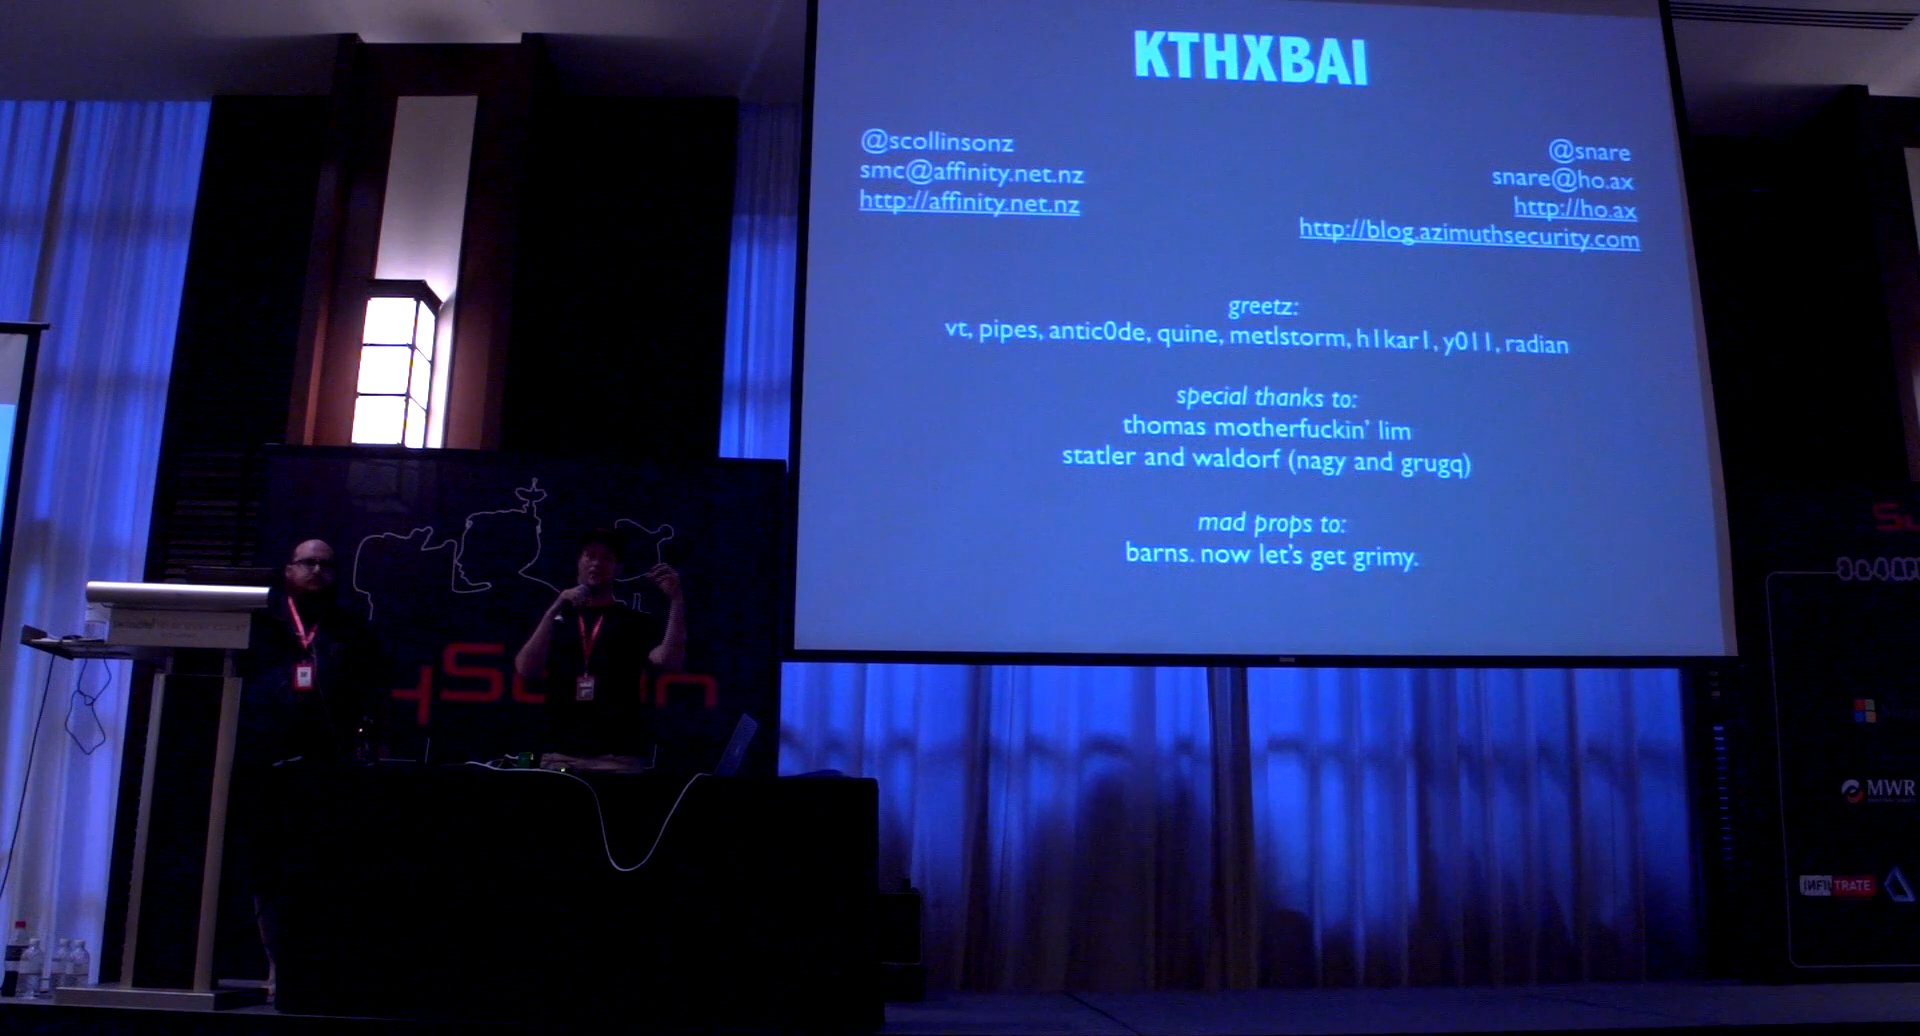 KTHXBAI
@scollinsonz
smc@affinity.net.nz
http://affinity.net.nz
@snare
snare@ho.ax
http://ho.ax
http://blog.azimuthsecurity.com
greetz:
vt, pipes, antic0de, quine, metlstorm, h1kar1, y011, radian
special thanks to:
thomas motherfuckin' lim
statler and waldorf (nagy and grugq)
mad props to:
barns. now let's get grimy.
MWR
INFILTRATE